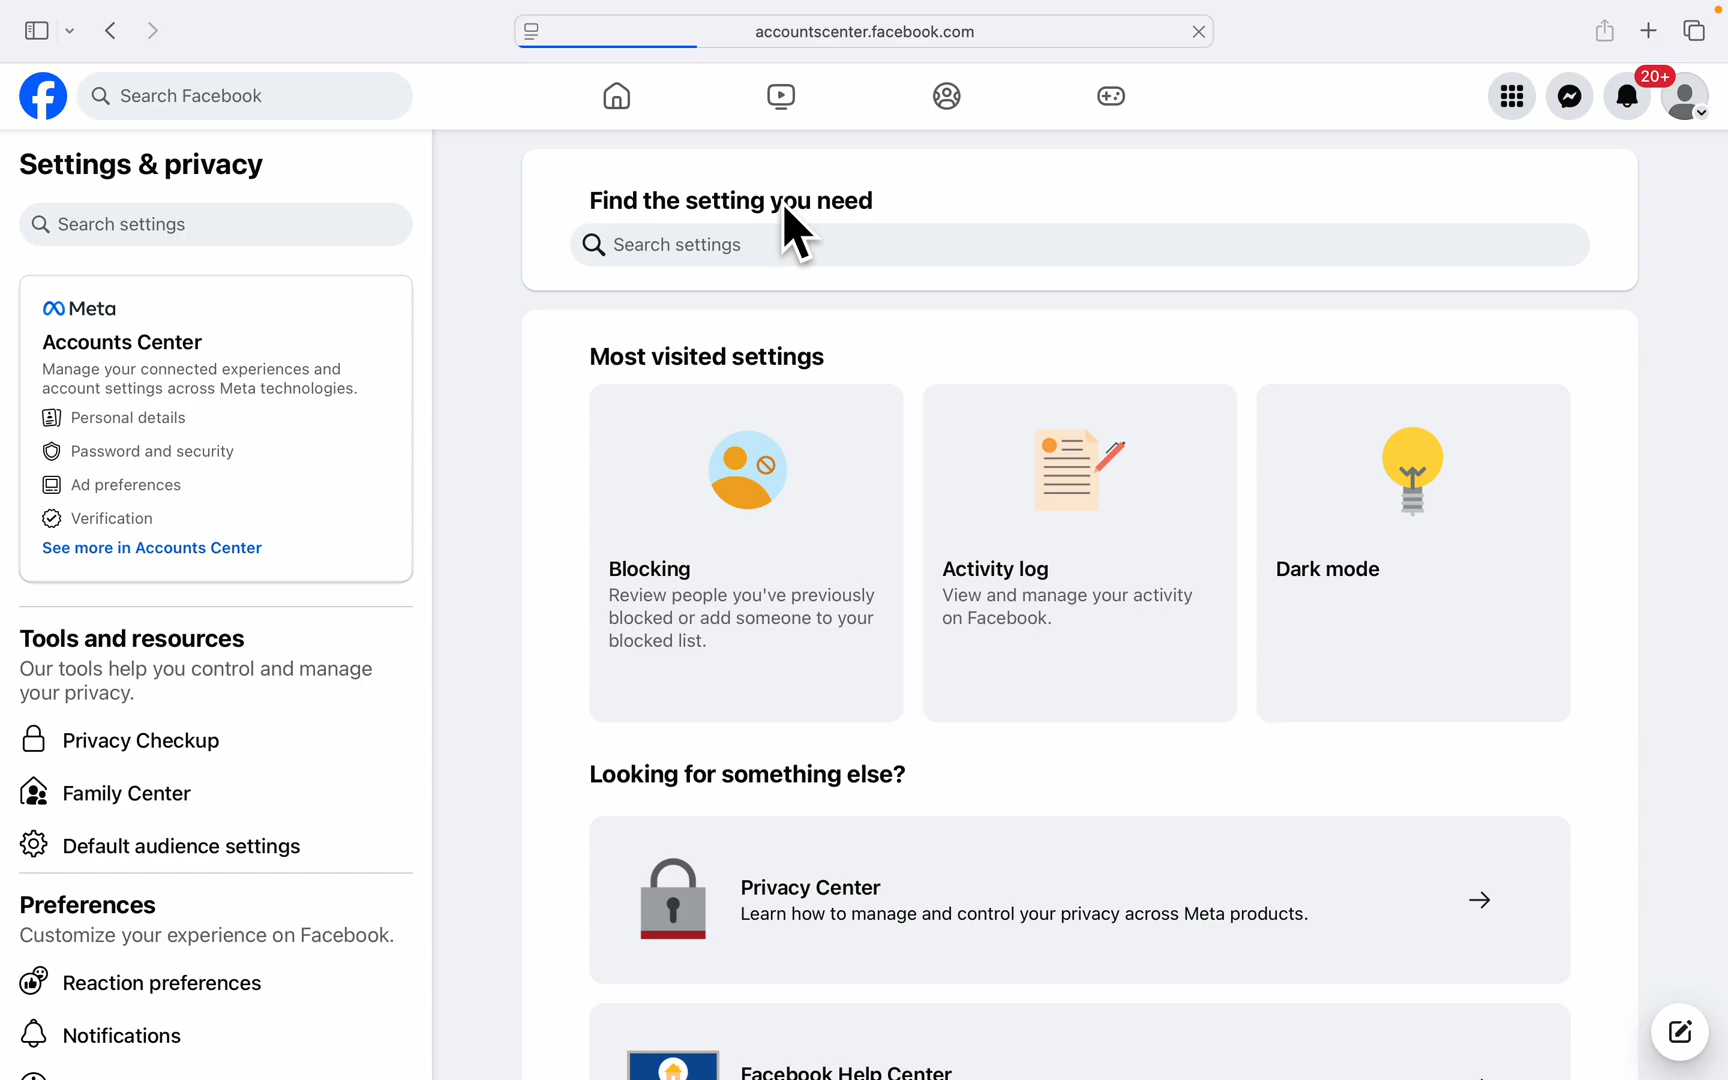 accountscenter.facebook.com
Search Facebook
20+
Settings & privacy
Search settings
Meta
Accounts Center
Manage your connected experiences and
account settings across Meta technologies.
Personal details
Password and security
Ad preferences
Verification
See more in Accounts Center
Tools and resources
Our tools help you control and manage
your privacy.
Privacy Checkup
Family Center
Default audience settings
Preferences
Customize your experience on Facebook.
Reaction preferences
Notifications
Find the setting you need
Search settings
Most visited settings
Blocking
Review people you've previously
blocked or add someone to your
blocked list.
Activity log
View and manage your activity
on Facebook.
Dark mode
Looking for something else?
Privacy Center
Learn how to manage and control your privacy across Meta products.
Facebook Help Center